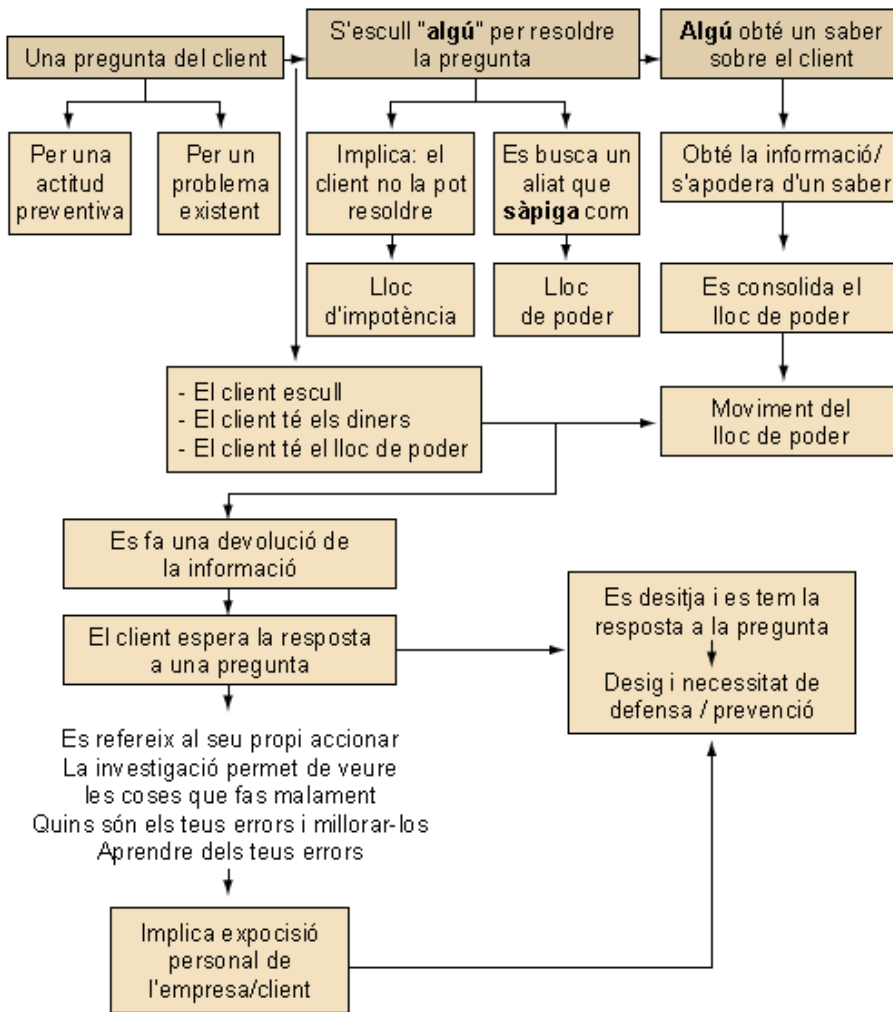 Una pregunta del client
S'escull "algú" per resoldre
la pregunta
Algú obté un saber
sobre el client
Per una
actitud
preventiva
Per un
problema
existent
Implica: el
client no la pot
resoldre
Es busca un
aliat que
sàpiga com
Obté la informació/
s'apodera d'un saber
Lloc
d'impotència
Lloc
de poder
Es consolida el
lloc de poder
- El client escull
- El client té els diners
- El client té el lloc de poder
Moviment del
lloc de poder
Es fa una devolució de
la informació
El client espera la resposta
a una pregunta
Es desitja i es tem la
resposta a la pregunta
Desig i necessitat de
defensa / prevenció
Es refereix al seu propi accionar
La investigació permet de veure
les coses que fas malament
Quins són els teus errors i millorar-los
Aprendre dels teus errors
Implica expocisió
personal de
l'empresa/client